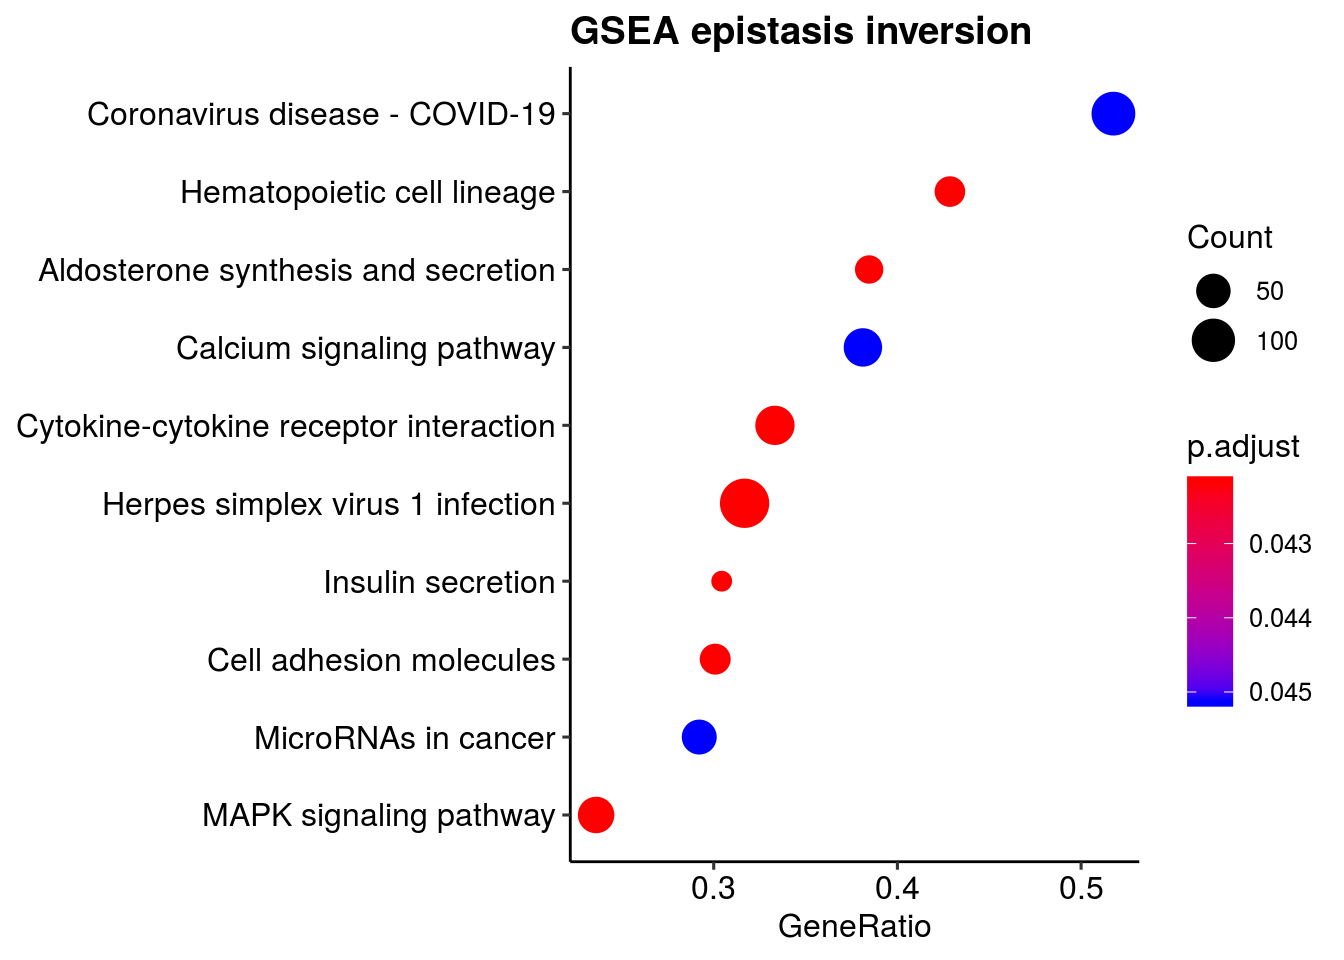 GSEA epistasis inversion
Coronavirus disease - COVID-19
Hematopoietic cell lineage
Aldosterone synthesis and secretion
Calcium signaling pathway
Cytokine-cytokine receptor interaction
Herpes simplex virus 1 infection
Insulin secretion
Cell adhesion molecules
MicroRNAs in cancer
MAPK signaling pathway
0.3 0.4 0.5
GeneRatio
Count
50
100
p.adjust
0.043
0.044
0.045